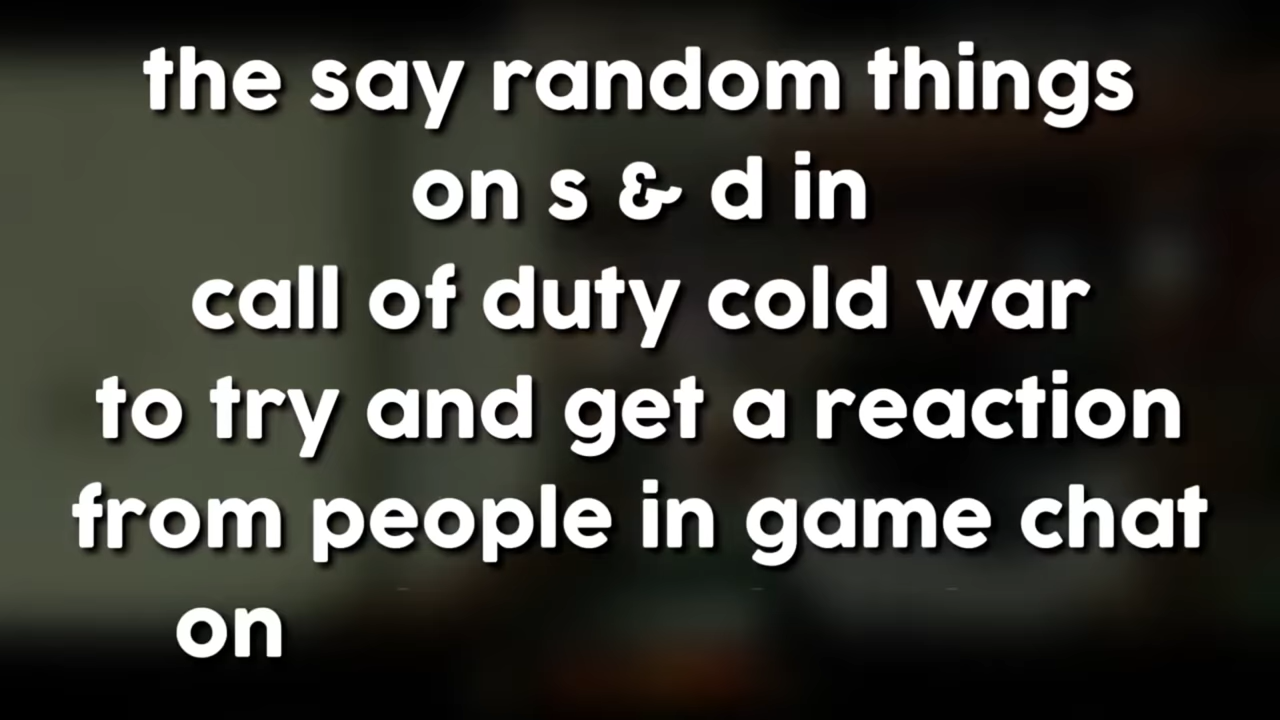 the say random things
on s & d in
call of duty cold war
to try and get a reaction
from people in game chat
on